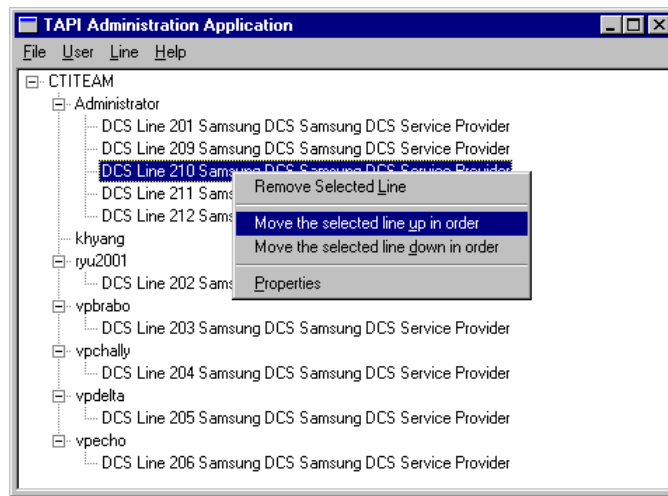 TAPI Administration Application
File User Line Help
CTITEAM
Administrator
DCS Line 201 Samsung DCS Samsung DCS Service Provider
DCS Line 209 Samsung DCS Samsung DCS Service Provider
DCS Line 210 Samsung DCS Samsung DCS Service Provider
DCS Line 211 Sams
DCS Line 212 Sams
Remove Selected Line
Move the selected line up in order
Move the selected line down in order
Properties
khyang
ryu2001
DCS Line 202 Sams
vpbrabo
DCS Line 203 Samsung DCS Samsung DCS Service Provider
vpchally
DCS Line 204 Samsung DCS Samsung DCS Service Provider
vpdelta
DCS Line 205 Samsung DCS Samsung DCS Service Provider
vpecho
DCS Line 206 Samsung DCS Samsung DCS Service Provider